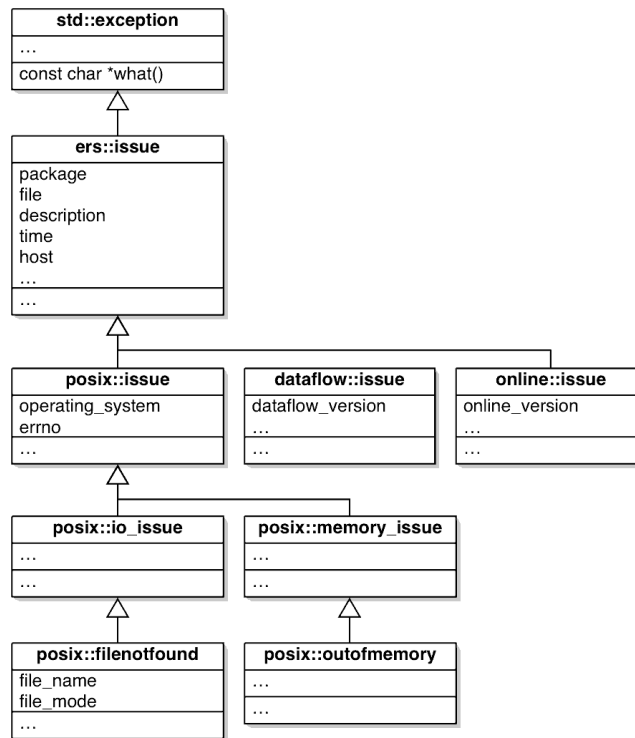 std::exception
…
const char *what()
ers::issue
package
file
description
time
host
…
…
posix::issue
operating_system
errno
…
dataflow::issue
dataflow_version
…
…
online::issue
online_version
…
…
posix::io_issue
…
…
posix::memory_issue
…
…
posix::filenotfound
file_name
file_mode
…
posix::outofmemory
…
…